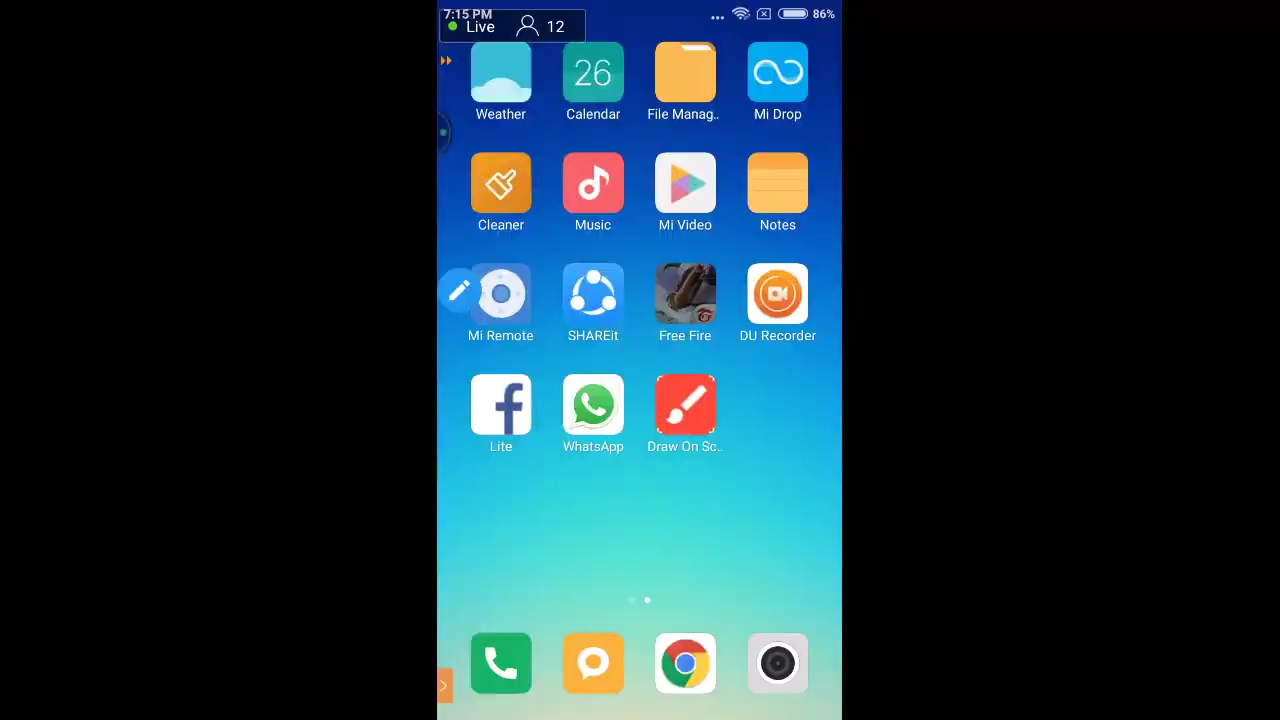 7:15 PM
86%
Live 12
26
Weather
Calendar
File Manag..
Mi Drop
Cleaner
Music
Mi Video
Notes
Mi Remote
SHAREit
Free Fire
DU Recorder
Lite
WhatsApp
Draw On Sc..